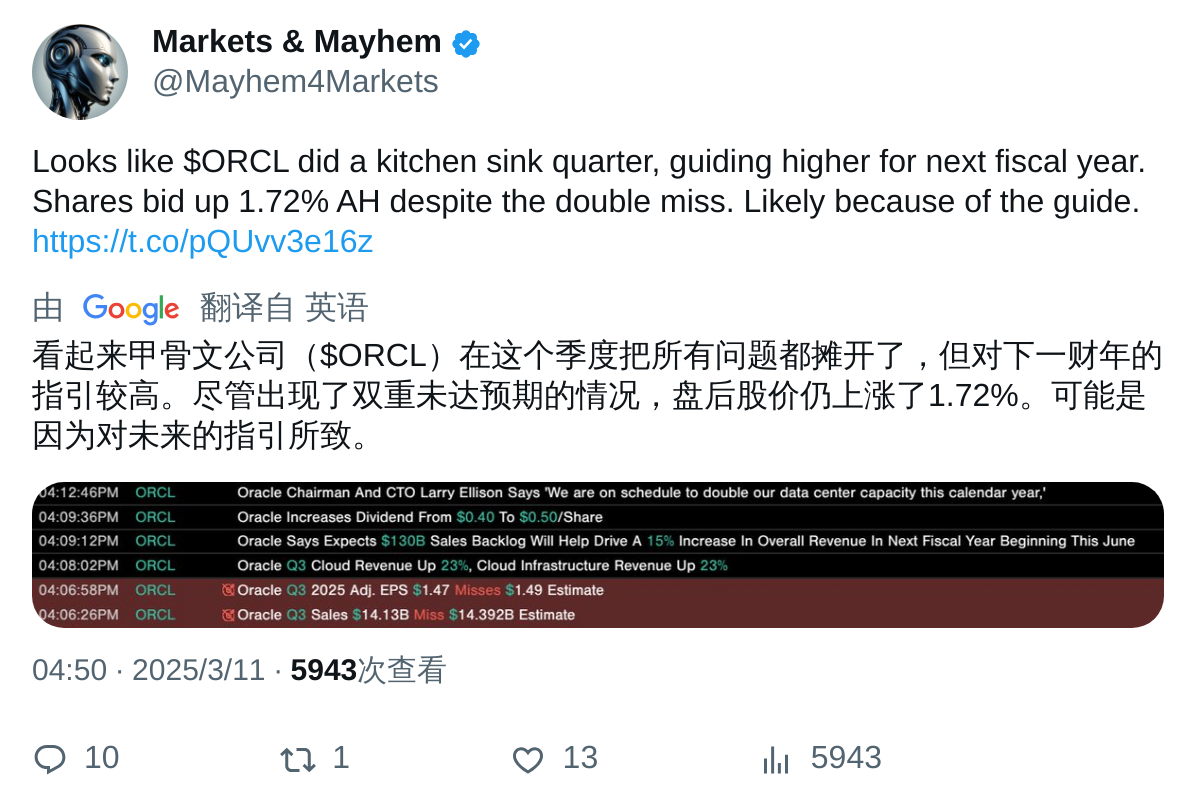 Markets & Mayhem
@Mayhem4Markets
Looks like $ORCL did a kitchen sink quarter, guiding higher for next fiscal year.
Shares bid up 1.72% AH despite the double miss. Likely because of the guide.
https://t.co/pQUvv3e16z
由 Google 翻译自 英语
看起来甲骨文公司（$ORCL）在这个季度把所有问题都摊开了，但对下一财年的
指引较高。尽管出现了双重未达预期的情况，盘后股价仍上涨了1.72%。可能是
因为对未来的指引所致。
04:12:46PM ORCL Oracle Chairman And CTO Larry Ellison Says 'We are on schedule to double our data center capacity this calendar year,'
04:09:36PM ORCL Oracle Increases Dividend From $0.40 To $0.50/Share
04:09:12PM ORCL Oracle Says Expects $130B Sales Backlog Will Help Drive A 15% Increase In Overall Revenue In Next Fiscal Year Beginning This June
04:08:02PM ORCL Oracle Q3 Cloud Revenue Up 23%, Cloud Infrastructure Revenue Up 23%
04:06:58PM ORCL Oracle Q3 2025 Adj. EPS $1.47 Misses $1.49 Estimate
04:06:26PM ORCL Oracle Q3 Sales $14.13B Miss $14.392B Estimate
04:50 · 2025/3/11 · 5943次查看
10 1 13 5943